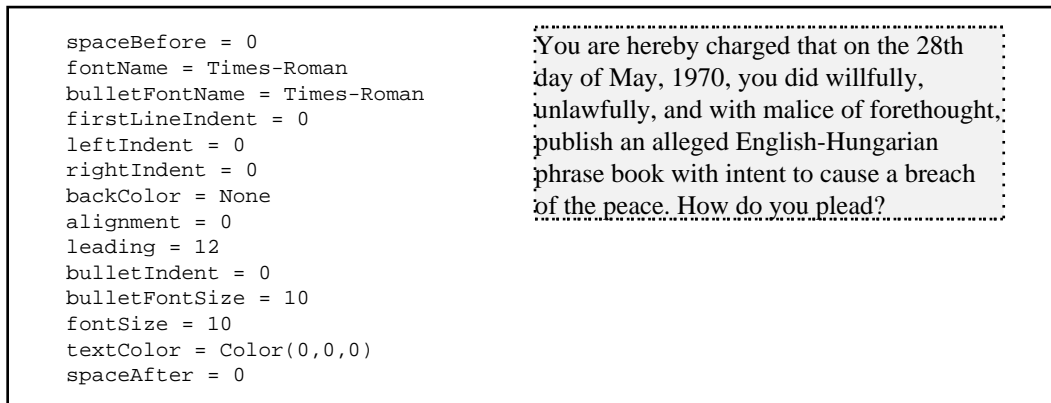 spaceBefore = 0
fontName = Times-Roman
bulletFontName = Times-Roman
firstLineIndent = 0
leftIndent = 0
rightIndent = 0
backColor = None
alignment = 0
leading = 12
bulletIndent = 0
bulletFontSize = 10
fontSize = 10
textColor = Color(0,0,0)
spaceAfter = 0
You are hereby charged that on the 28th
day of May, 1970, you did willfully,
unlawfully, and with malice of forethought,
publish an alleged English-Hungarian
phrase book with intent to cause a breach
of the peace. How do you plead?